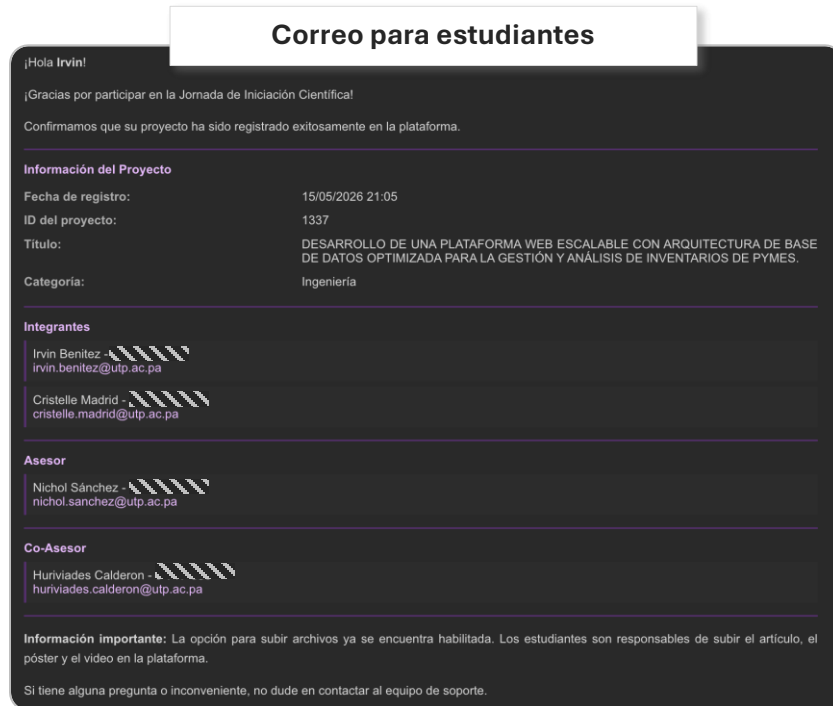 Correo para estudiantes
¡Hola Irvin!
¡Gracias por participar en la Jornada de Iniciación Científica!
Confirmamos que su proyecto ha sido registrado exitosamente en la plataforma.
Información del Proyecto
Fecha de registro: 15/05/2026 21:05
ID del proyecto: 1337
Título: DESARROLLO DE UNA PLATAFORMA WEB ESCALABLE CON ARQUITECTURA DE BASE
DE DATOS OPTIMIZADA PARA LA GESTIÓN Y ANÁLISIS DE INVENTARIOS DE PYMES.
Categoría: Ingeniería
Integrantes
Irvin Benitez -
irvin.benitez@utp.ac.pa
Cristelle Madrid -
cristelle.madrid@utp.ac.pa
Asesor
Nichol Sánchez -
nichol.sanchez@utp.ac.pa
Co-Asesor
Huriviades Calderon -
huriviades.calderon@utp.ac.pa
Información importante: La opción para subir archivos ya se encuentra habilitada. Los estudiantes son responsables de subir el artículo, el
póster y el video en la plataforma.
Si tiene alguna pregunta o inconveniente, no dude en contactar al equipo de soporte.